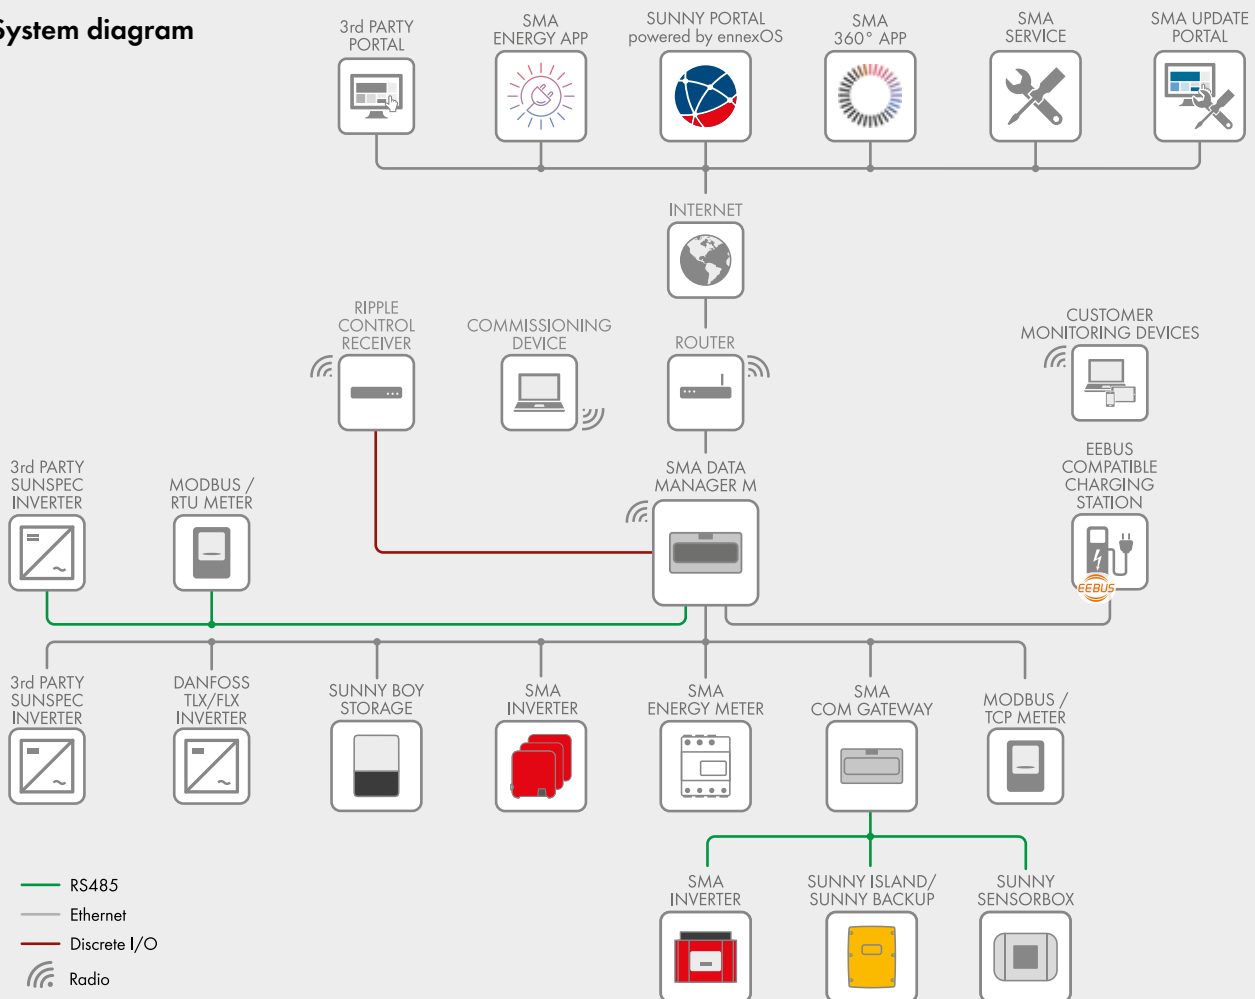 System diagram
3rd PARTY
PORTAL
SMA
ENERGY APP
SUNNY PORTAL
powered by ennexOS
SMA
360° APP
SMA
SERVICE
SMA UPDATE
PORTAL
INTERNET
RIPPLE
CONTROL
RECEIVER
COMMISSIONING
DEVICE
ROUTER
CUSTOMER
MONITORING DEVICES
3rd PARTY
SUNSPEC
INVERTER
MODBUS /
RTU METER
SMA DATA
MANAGER M
EEBUS
COMPATIBLE
CHARGING
STATION
EEBUS
3rd PARTY
SUNSPEC
INVERTER
DANFOSS
TLX/FLX
INVERTER
SUNNY BOY
STORAGE
SMA
INVERTER
SMA
ENERGY METER
SMA
COM GATEWAY
MODBUS /
TCP METER
SMA
INVERTER
SUNNY ISLAND/
SUNNY BACKUP
SUNNY
SENSORBOX
RS485
Ethernet
Discrete I/O
Radio